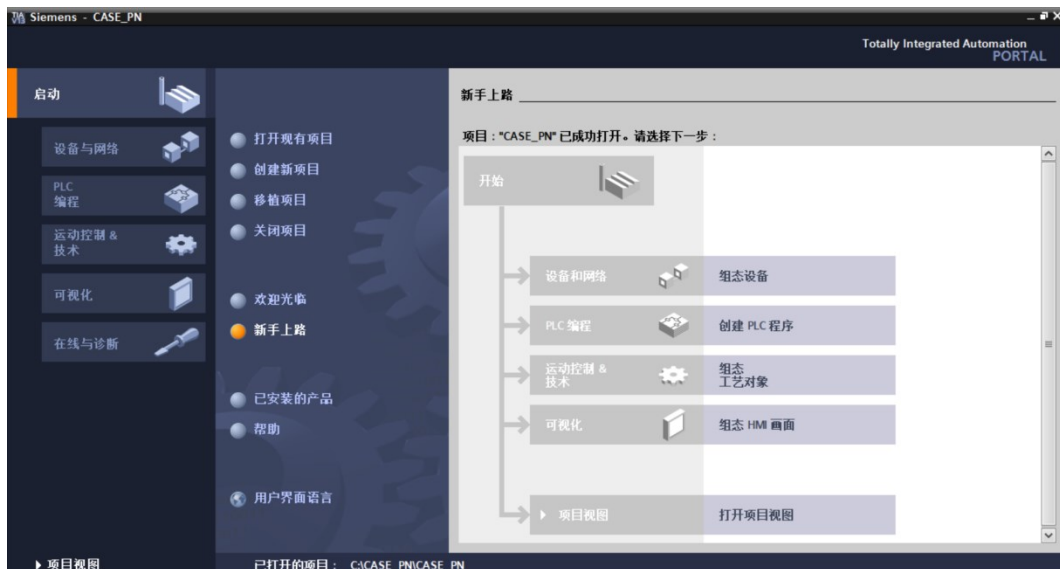 Siemens - CASE_PN
Totally Integrated Automation
PORTAL
启动
设备与网络
PLC
编程
运动控制 &
技术
可视化
在线与诊断
打开现有项目
创建新项目
移植项目
关闭项目
欢迎光临
新手上路
已安装的产品
帮助
用户界面语言
新手上路
项目："CASE_PN" 已成功打开。请选择下一步：
开始
设备和网络
组态设备
PLC 编程
创建 PLC 程序
运动控制 &
技术
组态
工艺对象
可视化
组态 HMI 画面
项目视图
打开项目视图
项目视图
已打开的项目： C:\CASE_PN\CASE_PN